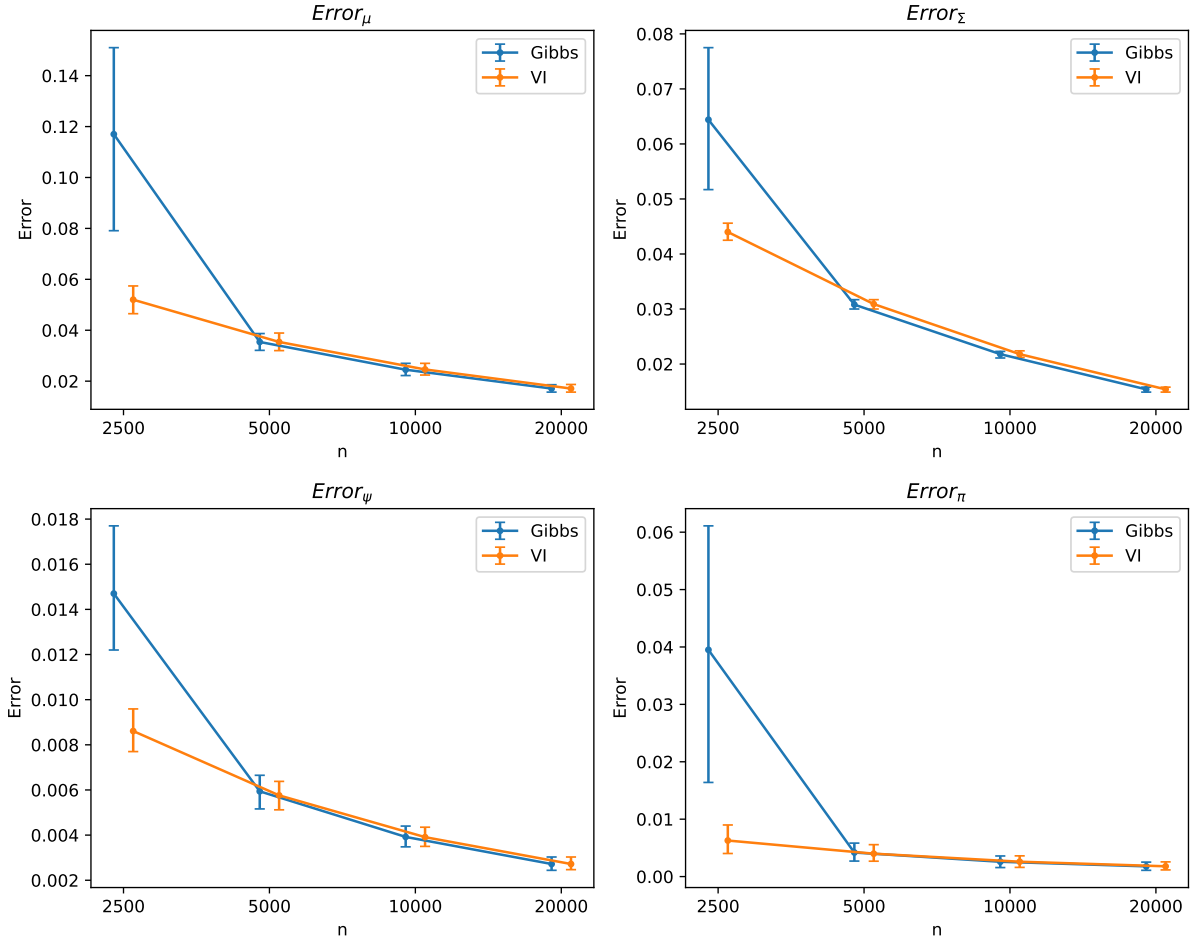 Error_μ
Error
0.14
0.12
0.10
0.08
0.06
0.04
0.02
Gibbs
VI
2500 5000 10000 20000
n
Error_Σ
Error
0.08
0.07
0.06
0.05
0.04
0.03
0.02
Gibbs
VI
2500 5000 10000 20000
n
Error_ψ
Error
0.018
0.016
0.014
0.012
0.010
0.008
0.006
0.004
0.002
Gibbs
VI
2500 5000 10000 20000
n
Error_π
Error
0.06
0.05
0.04
0.03
0.02
0.01
0.00
Gibbs
VI
2500 5000 10000 20000
n